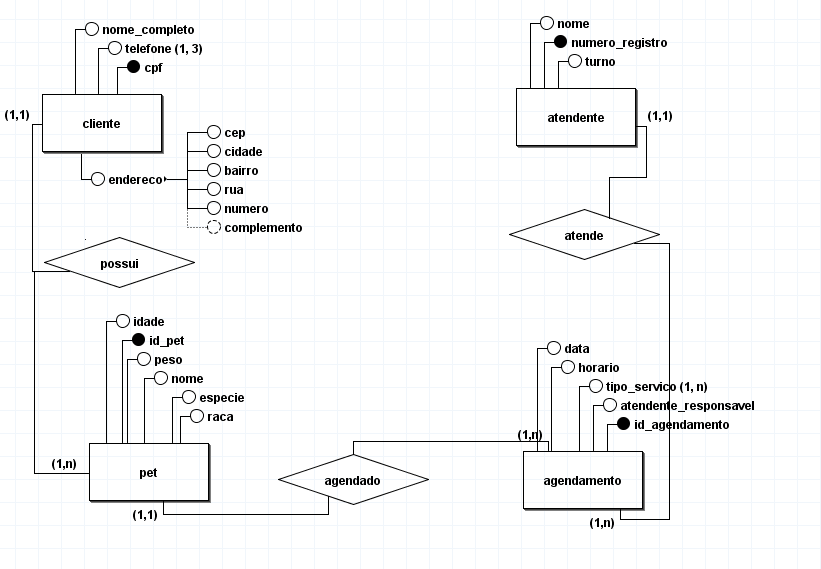 nome_completo
telefone (1, 3)
cpf
(1,1)
cliente
endereco
cep
cidade
bairro
rua
numero
complemento
possui
nome
numero_registro
turno
atendente
(1,1)
atende
idade
id_pet
peso
nome
especie
raca
(1,n)
pet
(1,1)
agendado
data
horario
tipo_servico (1, n)
atendente_responsavel
id_agendamento
(1,n)
agendamento
(1,n)